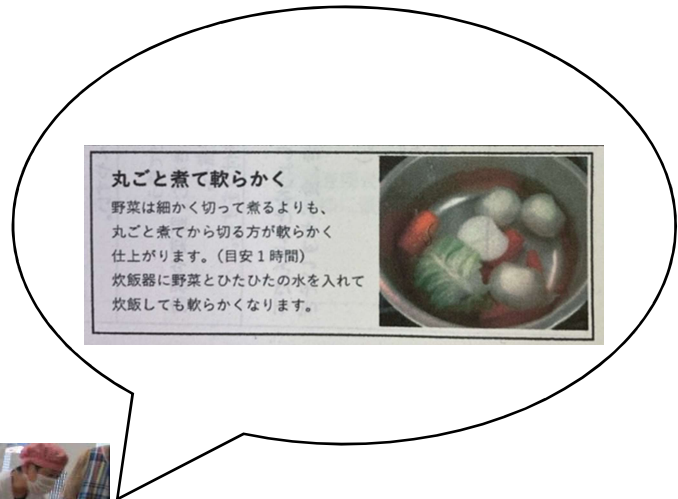 丸ごと煮て軟らかく
野菜は細かく切って煮るよりも、
丸ごと煮てから切る方が軟らかく
仕上がります。（目安１時間）
炊飯器に野菜とひたひたの水を入れて
炊飯しても軟らかくなります。